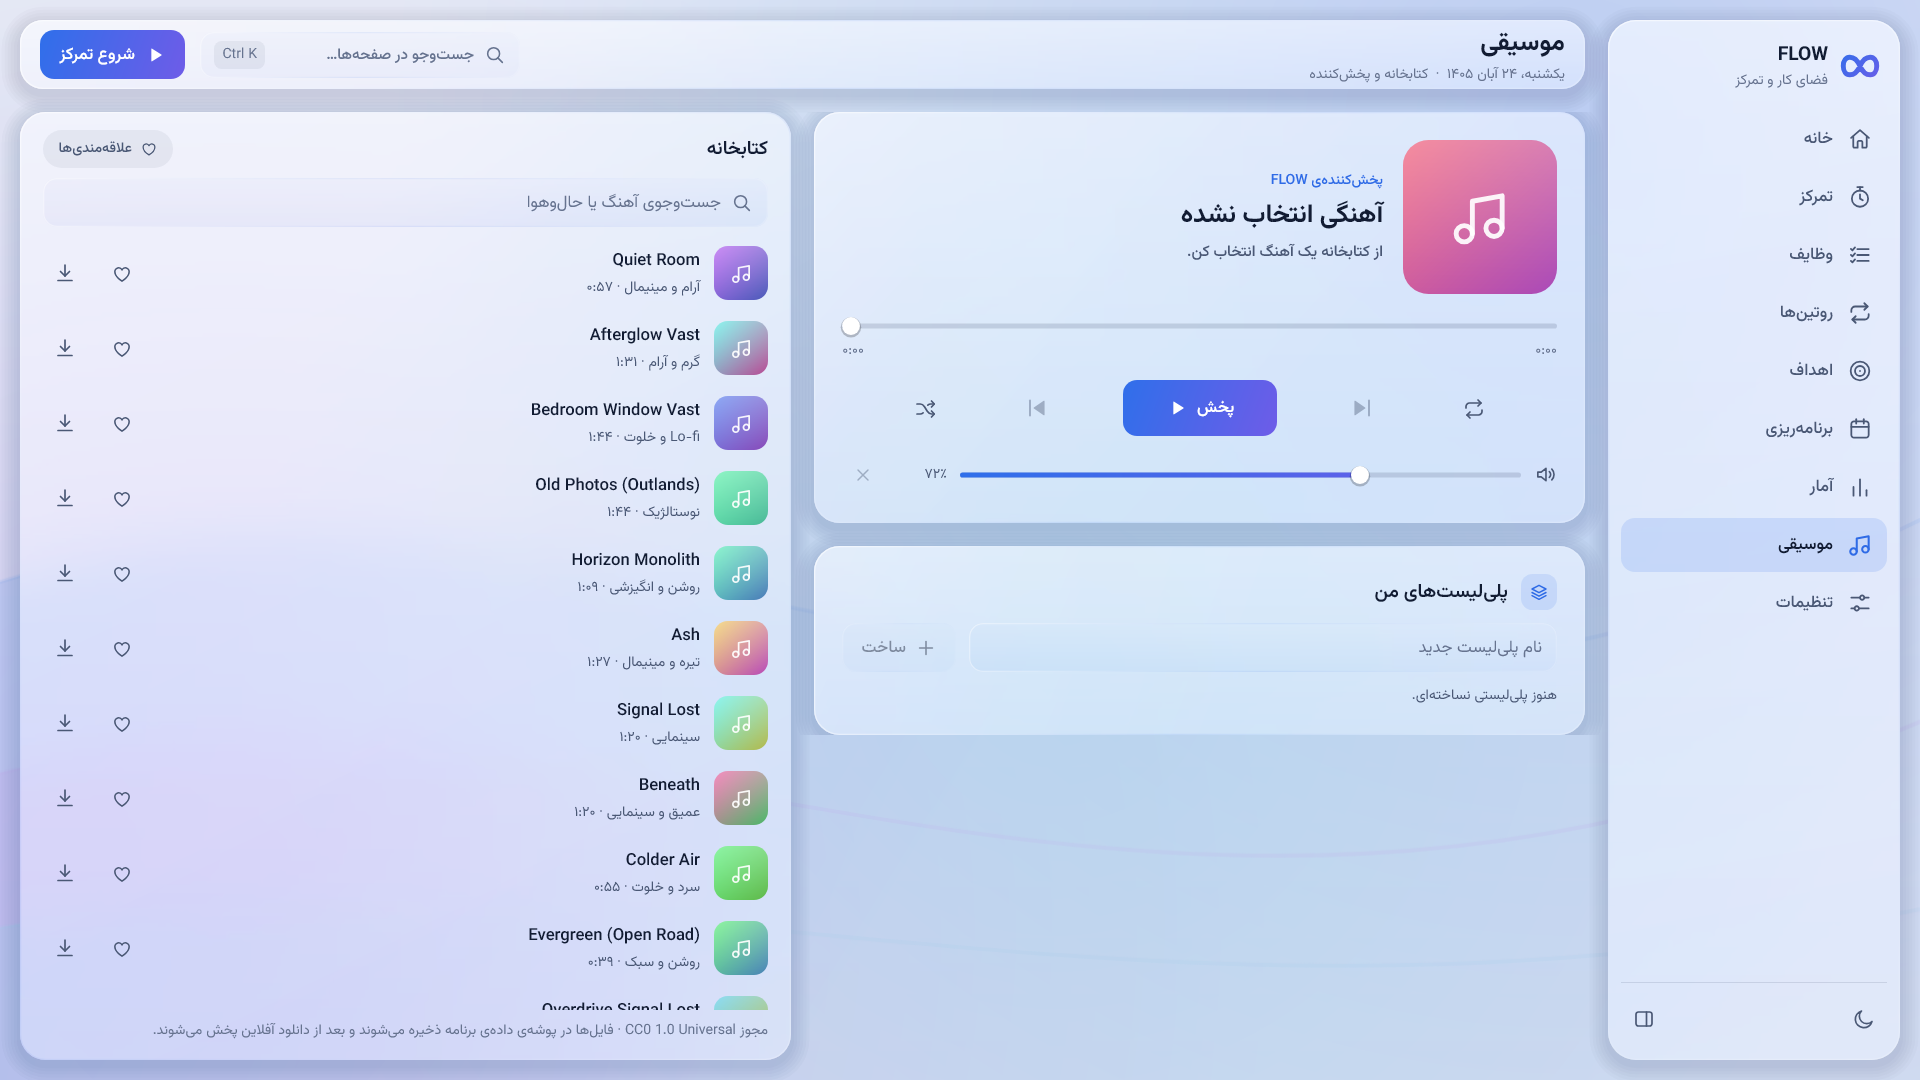 FLOW
فضای کار و تمرکز
خانه
تمرکز
وظایف
روتین‌ها
اهداف
برنامه‌ریزی
آمار
موسیقی
تنظیمات
موسیقی
یکشنبه، ۲۴ آبان ۱۴۰۵ · کتابخانه و پخش‌کننده
جست‌وجو در صفحه‌ها…
Ctrl K
شروع تمرکز
پخش‌کننده‌ی FLOW
آهنگی انتخاب نشده
از کتابخانه یک آهنگ انتخاب کن.
۰:۰۰
۰:۰۰
پخش
۷۲٪
پلی‌لیست‌های من
نام پلی‌لیست جدید
ساخت
هنوز پلی‌لیستی نساخته‌ای.
کتابخانه
علاقه‌مندی‌ها
جست‌وجوی آهنگ یا حال‌وهوا
Quiet Room
آرام و مینیمال · ۰:۵۷
Afterglow Vast
گرم و آرام · ۱:۳۱
Bedroom Window Vast
Lo-fi و خلوت · ۱:۴۴
Old Photos (Outlands)
نوستالژیک · ۱:۴۴
Horizon Monolith
روشن و انگیزشی · ۱:۰۹
Ash
تیره و مینیمال · ۱:۲۷
Signal Lost
سینمایی · ۱:۲۰
Beneath
عمیق و سینمایی · ۱:۲۰
Colder Air
سرد و خلوت · ۰:۵۵
Evergreen (Open Road)
روشن و سبک · ۰:۳۹
Overdrive Signal Lost
مجوز CC0 1.0 Universal · فایل‌ها در پوشه‌ی داده‌ی برنامه ذخیره می‌شوند و بعد از دانلود آفلاین پخش می‌شوند.